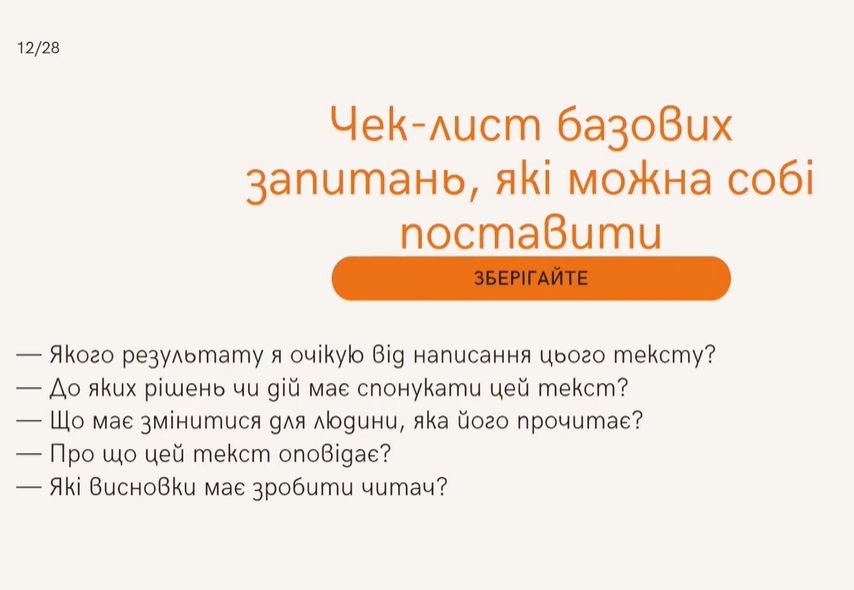 12/28
Чек-лист базових
запитань, які можна собі
поставити
ЗБЕРІГАЙТЕ
— Якого результату я очікую від написання цього тексту?
— До яких рішень чи дій має спонукати цей текст?
— Що має змінитися для людини, яка його прочитає?
— Про що цей текст оповідає?
— Які висновки має зробити читач?